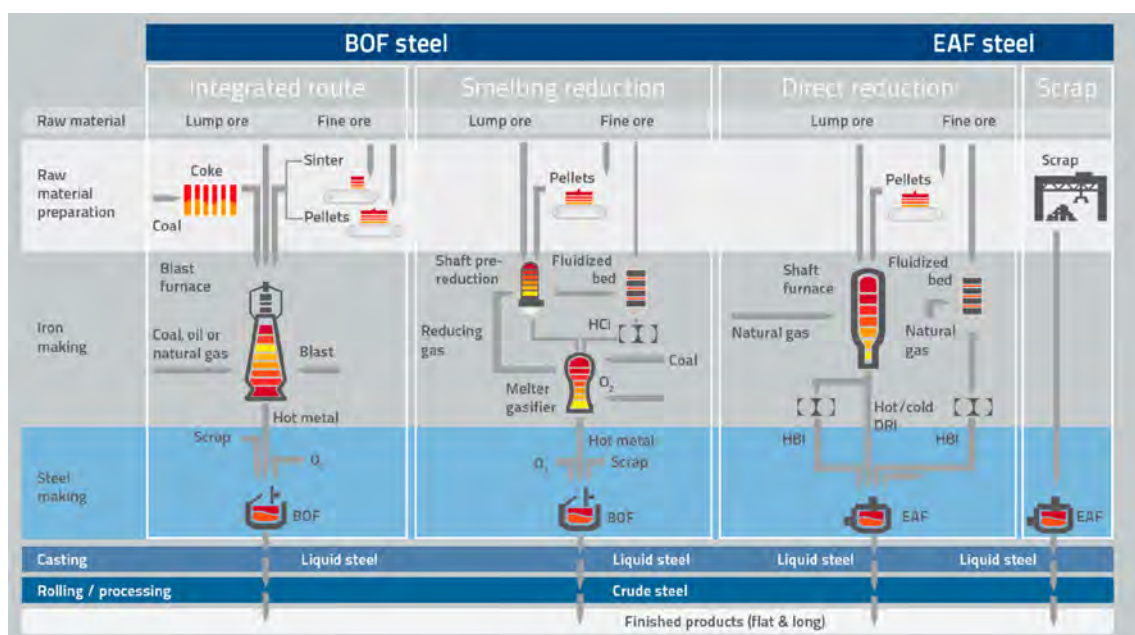 BOF steel
EAF steel
Integrated route
Smelting reduction
Direct reduction
Scrap
Raw material
Lump ore
Fine ore
Lump ore
Fine ore
Lump ore
Fine ore
Raw
material
preparation
Coke
Coal
Sinter
Pellets
Pellets
Pellets
Scrap
Iron
making
Blast
furnace
Coal, oil or
natural gas
Blast
Hot metal
Shaft pre-
reduction
Fluidized
bed
Reducing
gas
HCI
Coal
Melter
gasifier
O2
Hot metal
Shaft
furnace
Natural gas
Fluidized
bed
Natural
gas
Hot/cold
DRI
HBI
HBI
Steel
making
Scrap
O
BOF
O
Scrap
BOF
EAF
EAF
Casting
Liquid steel
Liquid steel
Liquid steel
Liquid steel
Rolling / processing
Crude steel
Finished products (flat & long)